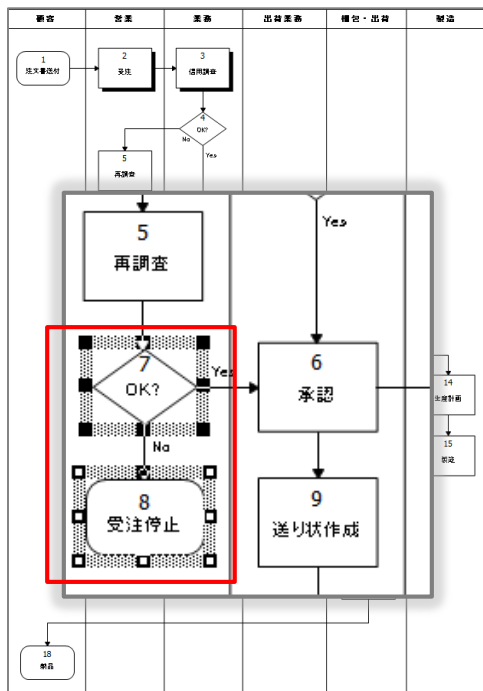 顧客 営業 業務 出荷業務 梱包・出荷 製造
1
注文書送付
2
受注
3
信用調査
4
OK?
No
Yes
5
再調査
5
再調査
Yes
7
OK?
Yes
No
6
承認
8
受注停止
9
送り状作成
14
生産計画
15
製造
18
納品